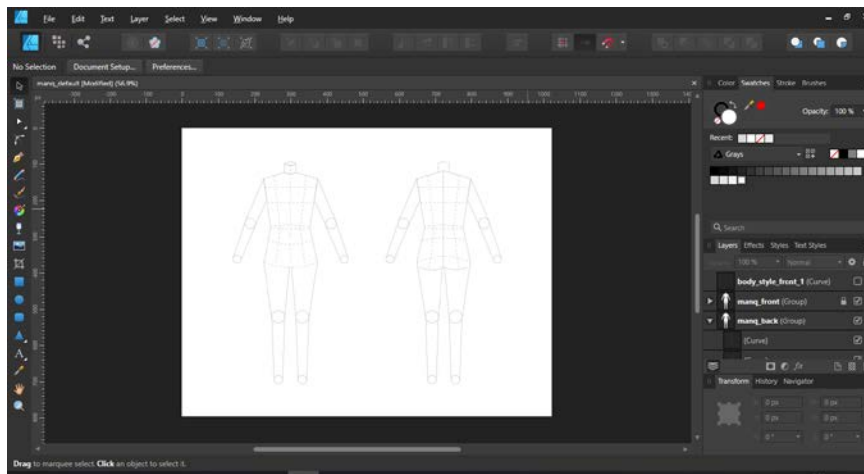 File Edit Text Layer Select View Window Help
No Selection Document Setup... Preferences...
manq_default [Modified] (56.9%)
Color Swatches Stroke Brushes
Opacity: 100 %
Recent:
Grays
Search
Layers Effects Styles Text Styles
100 % Normal
body_style_front_1 (Curve)
manq_front (Group)
manq_back (Group)
(Curve)
Transform History Navigator
0 px 0 px
0 px 0 px
0 ° 0 °
Drag to marquee select. Click an object to select it.